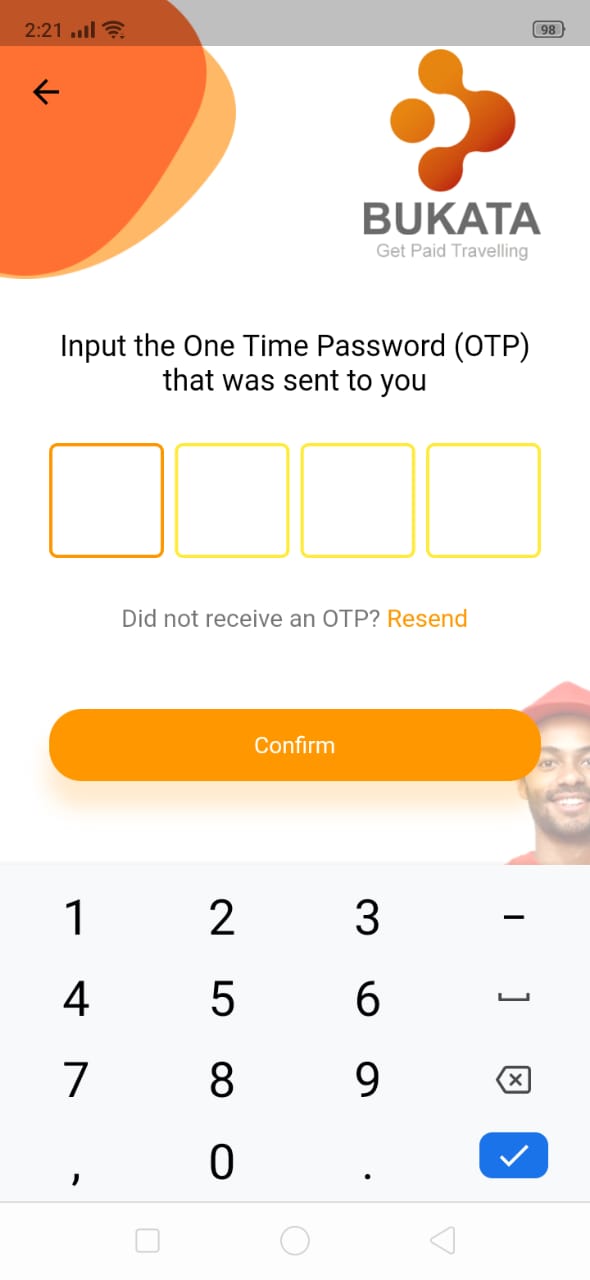 2:21
98
BUKATA
Get Paid Travelling
Input the One Time Password (OTP)
that was sent to you
Did not receive an OTP? Resend
Confirm
1 2 3 –
4 5 6
7 8 9
, 0 .